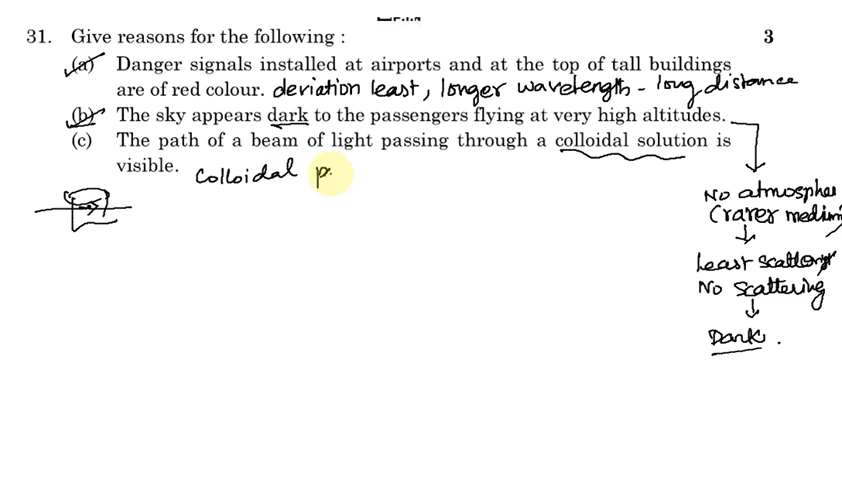 31. Give reasons for the following : 3
(a) Danger signals installed at airports and at the top of tall buildings
are of red colour. deviation least, longer wavelength - long distance
(b) The sky appears dark to the passengers flying at very high altitudes.
(c) The path of a beam of light passing through a colloidal solution is
visible. colloidal p
No atmosphe
(rarer medium
Least scattering
No scattering
Dark.